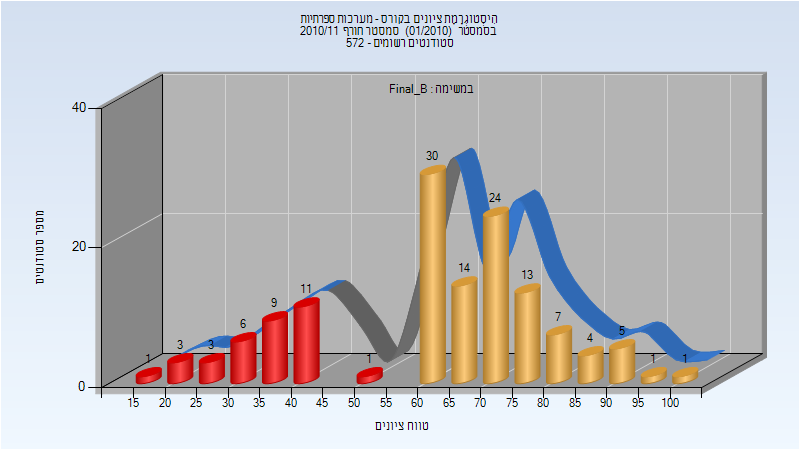 היסטוגרמת ציונים בקורס - מערכות ספרתיות
בסמסטר (01/2010) סמסטר חורף 2010/11
סטודנטים רשומים - 572
במשימה : Final_B
מספר סטודנטים
40
20
0
1
3
3
6
9
11
1
30
14
24
13
7
4
5
1
1
15 20 25 30 35 40 45 50 55 60 65 70 75 80 85 90 95 100
טווח ציונים